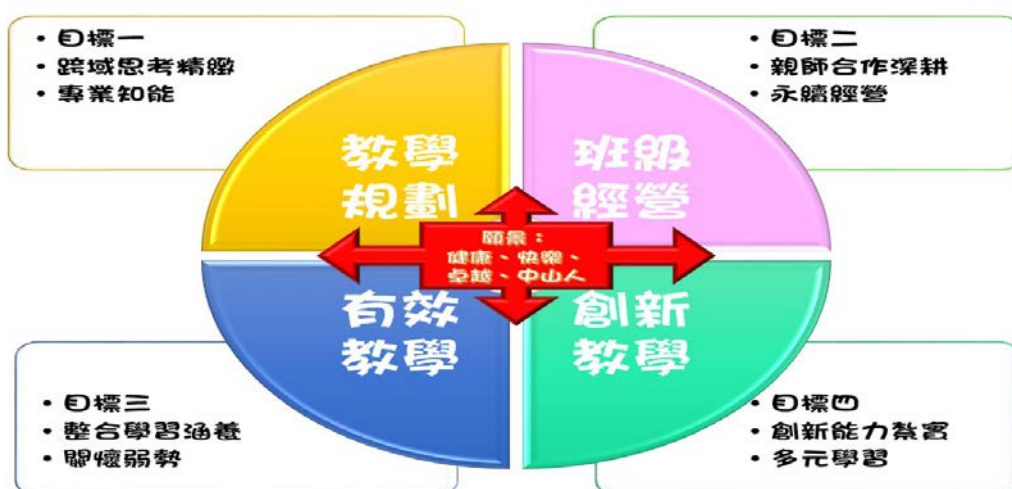 • 目標一
• 跨域思考精緻
• 專業知能
• 目標二
• 親師合作深耕
• 永續經營
教學
規劃
班級
經營
願景：
健康、快樂、
卓越、中山人
有效
教學
創新
教學
• 目標三
• 整合學習涵養
• 關懷弱勢
• 目標四
• 創新能力紮實
• 多元學習